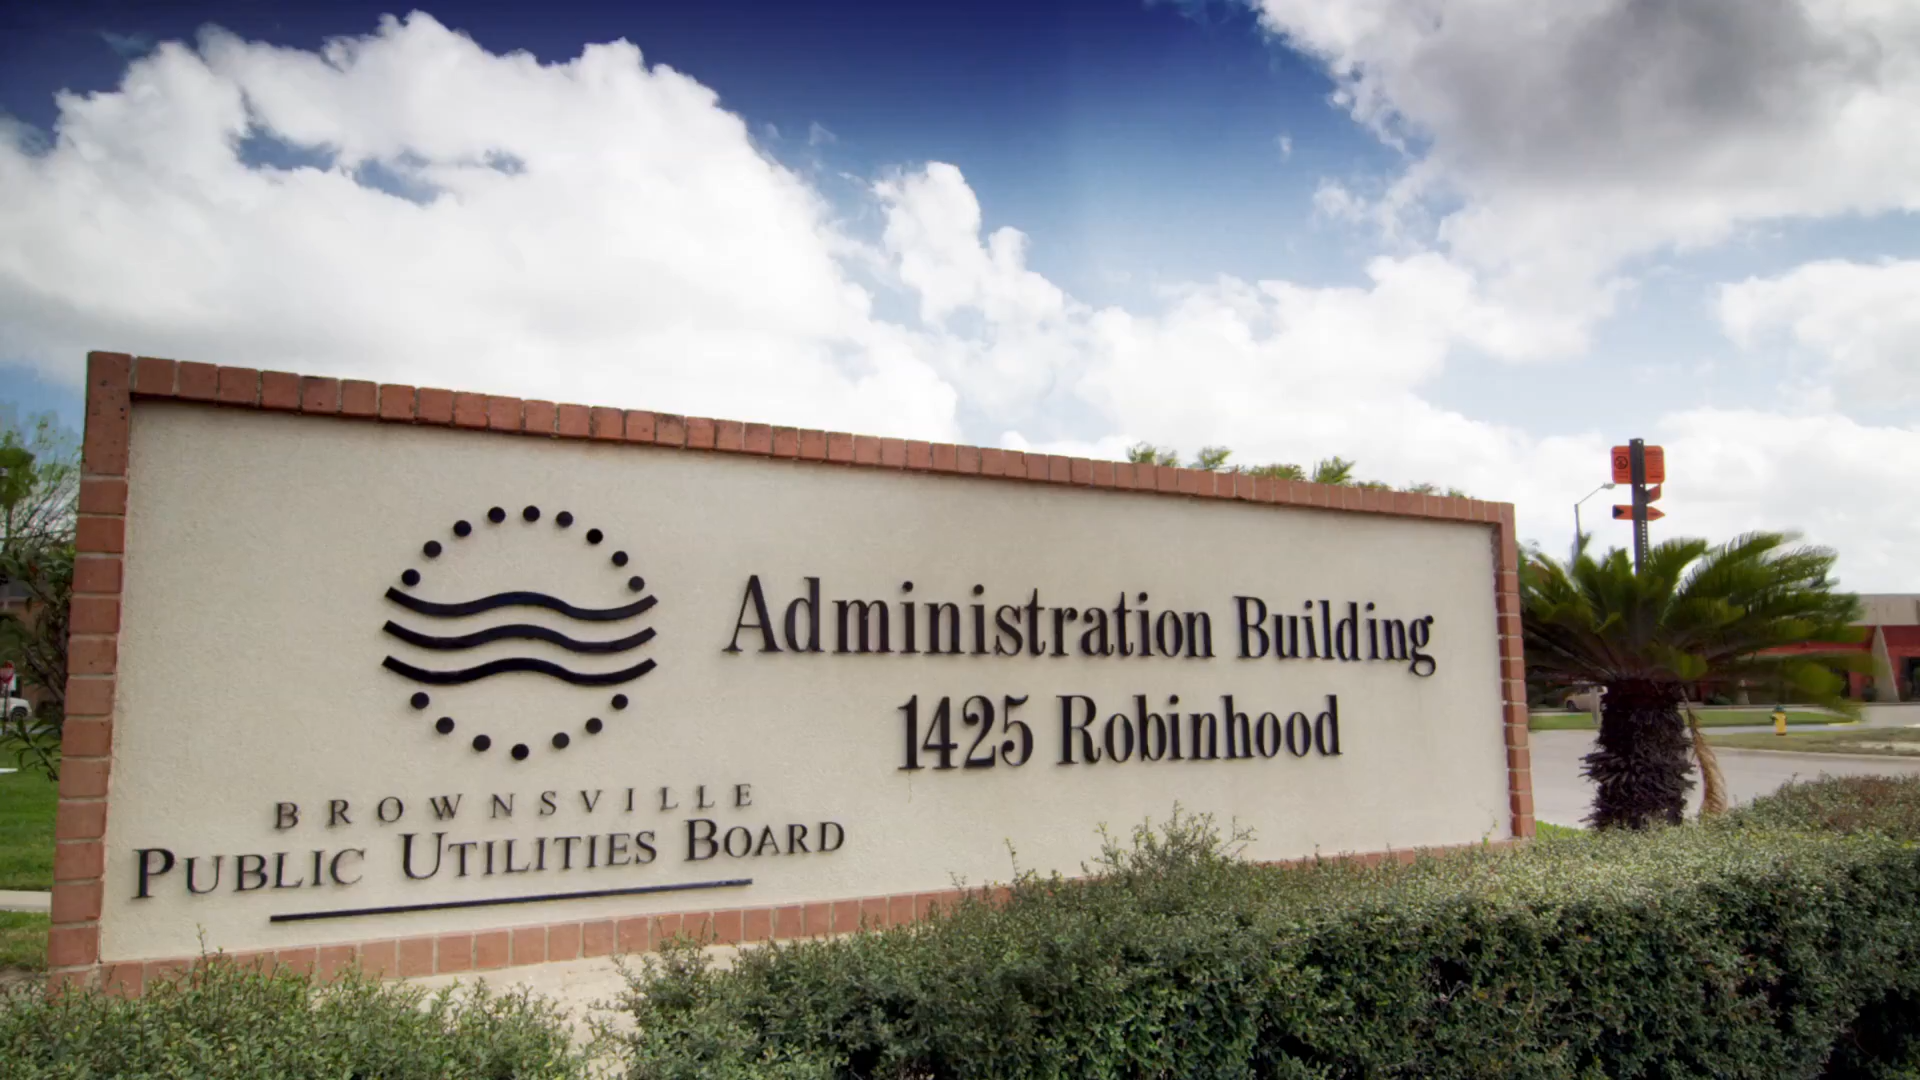 BROWNSVILLE
PUBLIC UTILITIES BOARD
Administration Building
1425 Robinhood